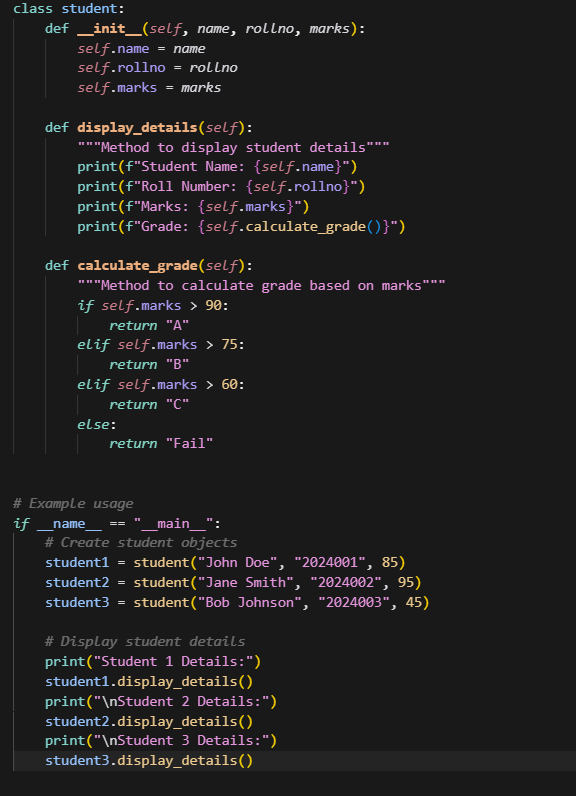 class student:
    def __init__(self, name, rollno, marks):
        self.name = name
        self.rollno = rollno
        self.marks = marks

    def display_details(self):
        """Method to display student details"""
        print(f"Student Name: {self.name}")
        print(f"Roll Number: {self.rollno}")
        print(f"Marks: {self.marks}")
        print(f"Grade: {self.calculate_grade()}")

    def calculate_grade(self):
        """Method to calculate grade based on marks"""
        if self.marks > 90:
            return "A"
        elif self.marks > 75:
            return "B"
        elif self.marks > 60:
            return "C"
        else:
            return "Fail"


# Example usage
if __name__ == "__main__":
    # Create student objects
    student1 = student("John Doe", "2024001", 85)
    student2 = student("Jane Smith", "2024002", 95)
    student3 = student("Bob Johnson", "2024003", 45)

    # Display student details
    print("Student 1 Details:")
    student1.display_details()
    print("\nStudent 2 Details:")
    student2.display_details()
    print("\nStudent 3 Details:")
    student3.display_details()